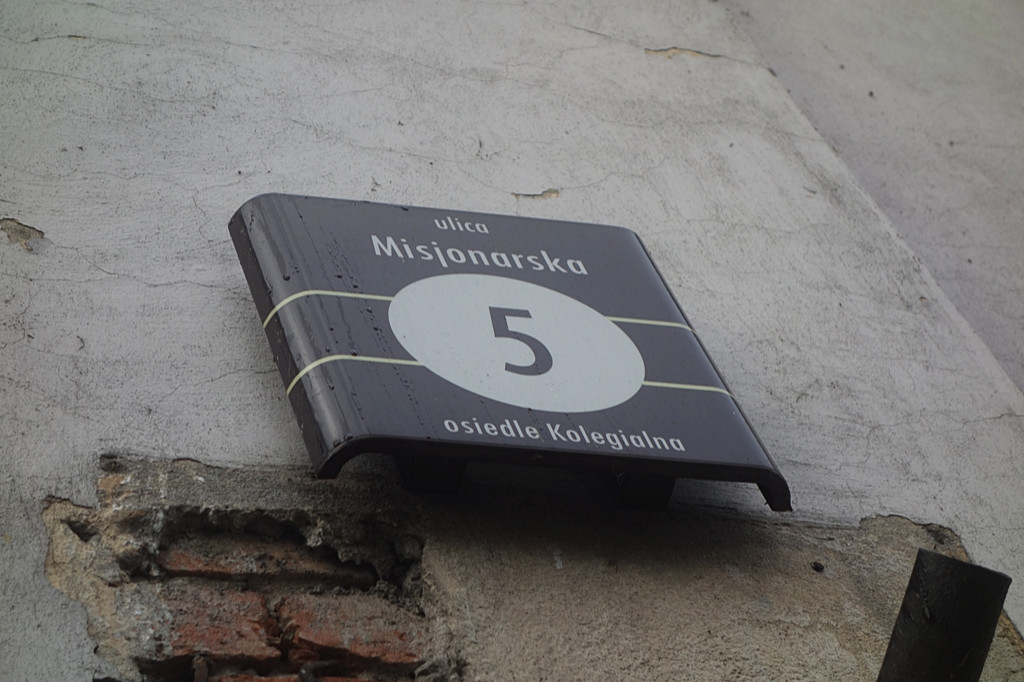 ulica
Misjonarska
5
osiedle Kolegialna